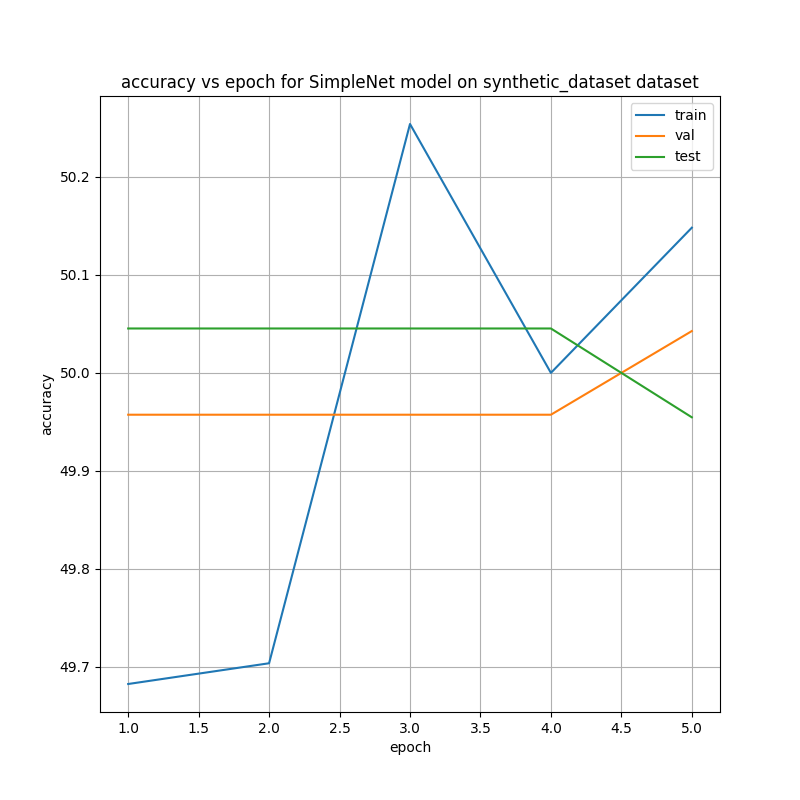 accuracy vs epoch for SimpleNet model on synthetic_dataset dataset
train
val
test
accuracy
50.2
50.1
50.0
49.9
49.8
49.7
1.0 1.5 2.0 2.5 3.0 3.5 4.0 4.5 5.0
epoch